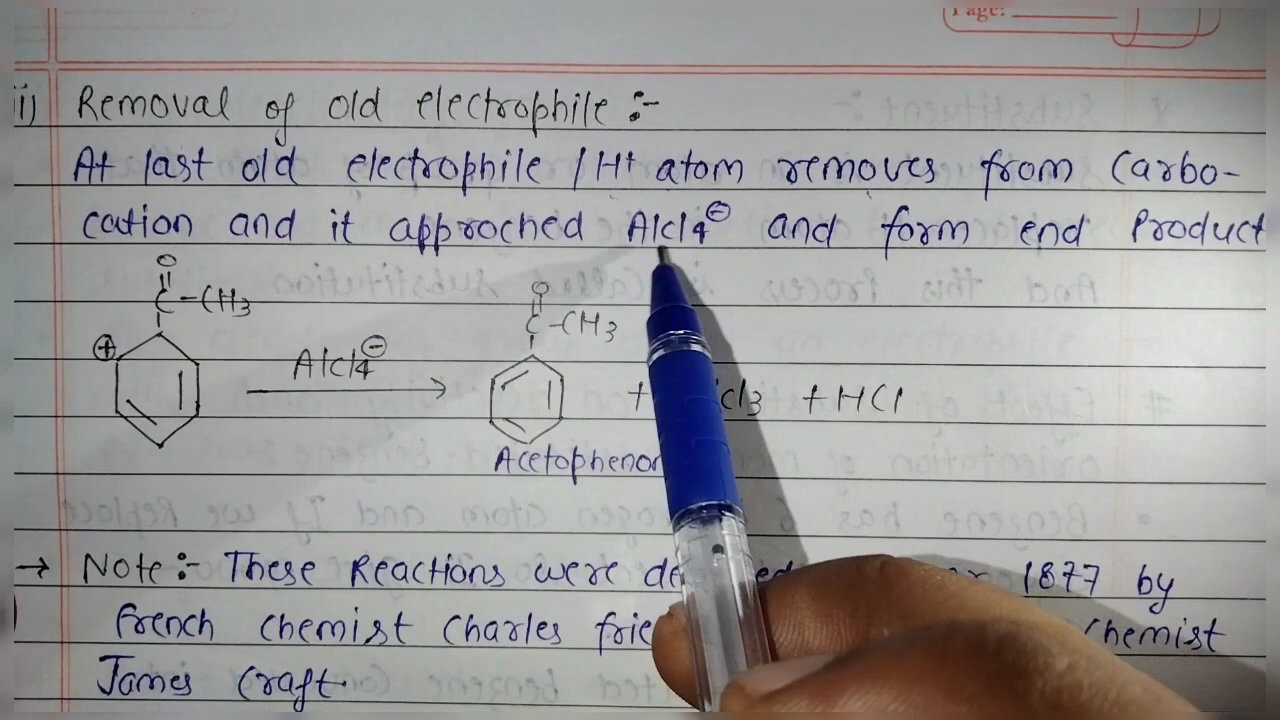 Page:
ii) Removal of old electrophile :-
At last old electrophile / H+ atom removes from Carbo-
cation and it approched AlCl4⊖ and form end Product
O
C-CH3
⊕
AlCl4⊖
O
C-CH3
+ Cl3 + HCl
Acetophenon
→ Note :- These Reactions were 1877 by
french chemist Charles chemist
James Craft.